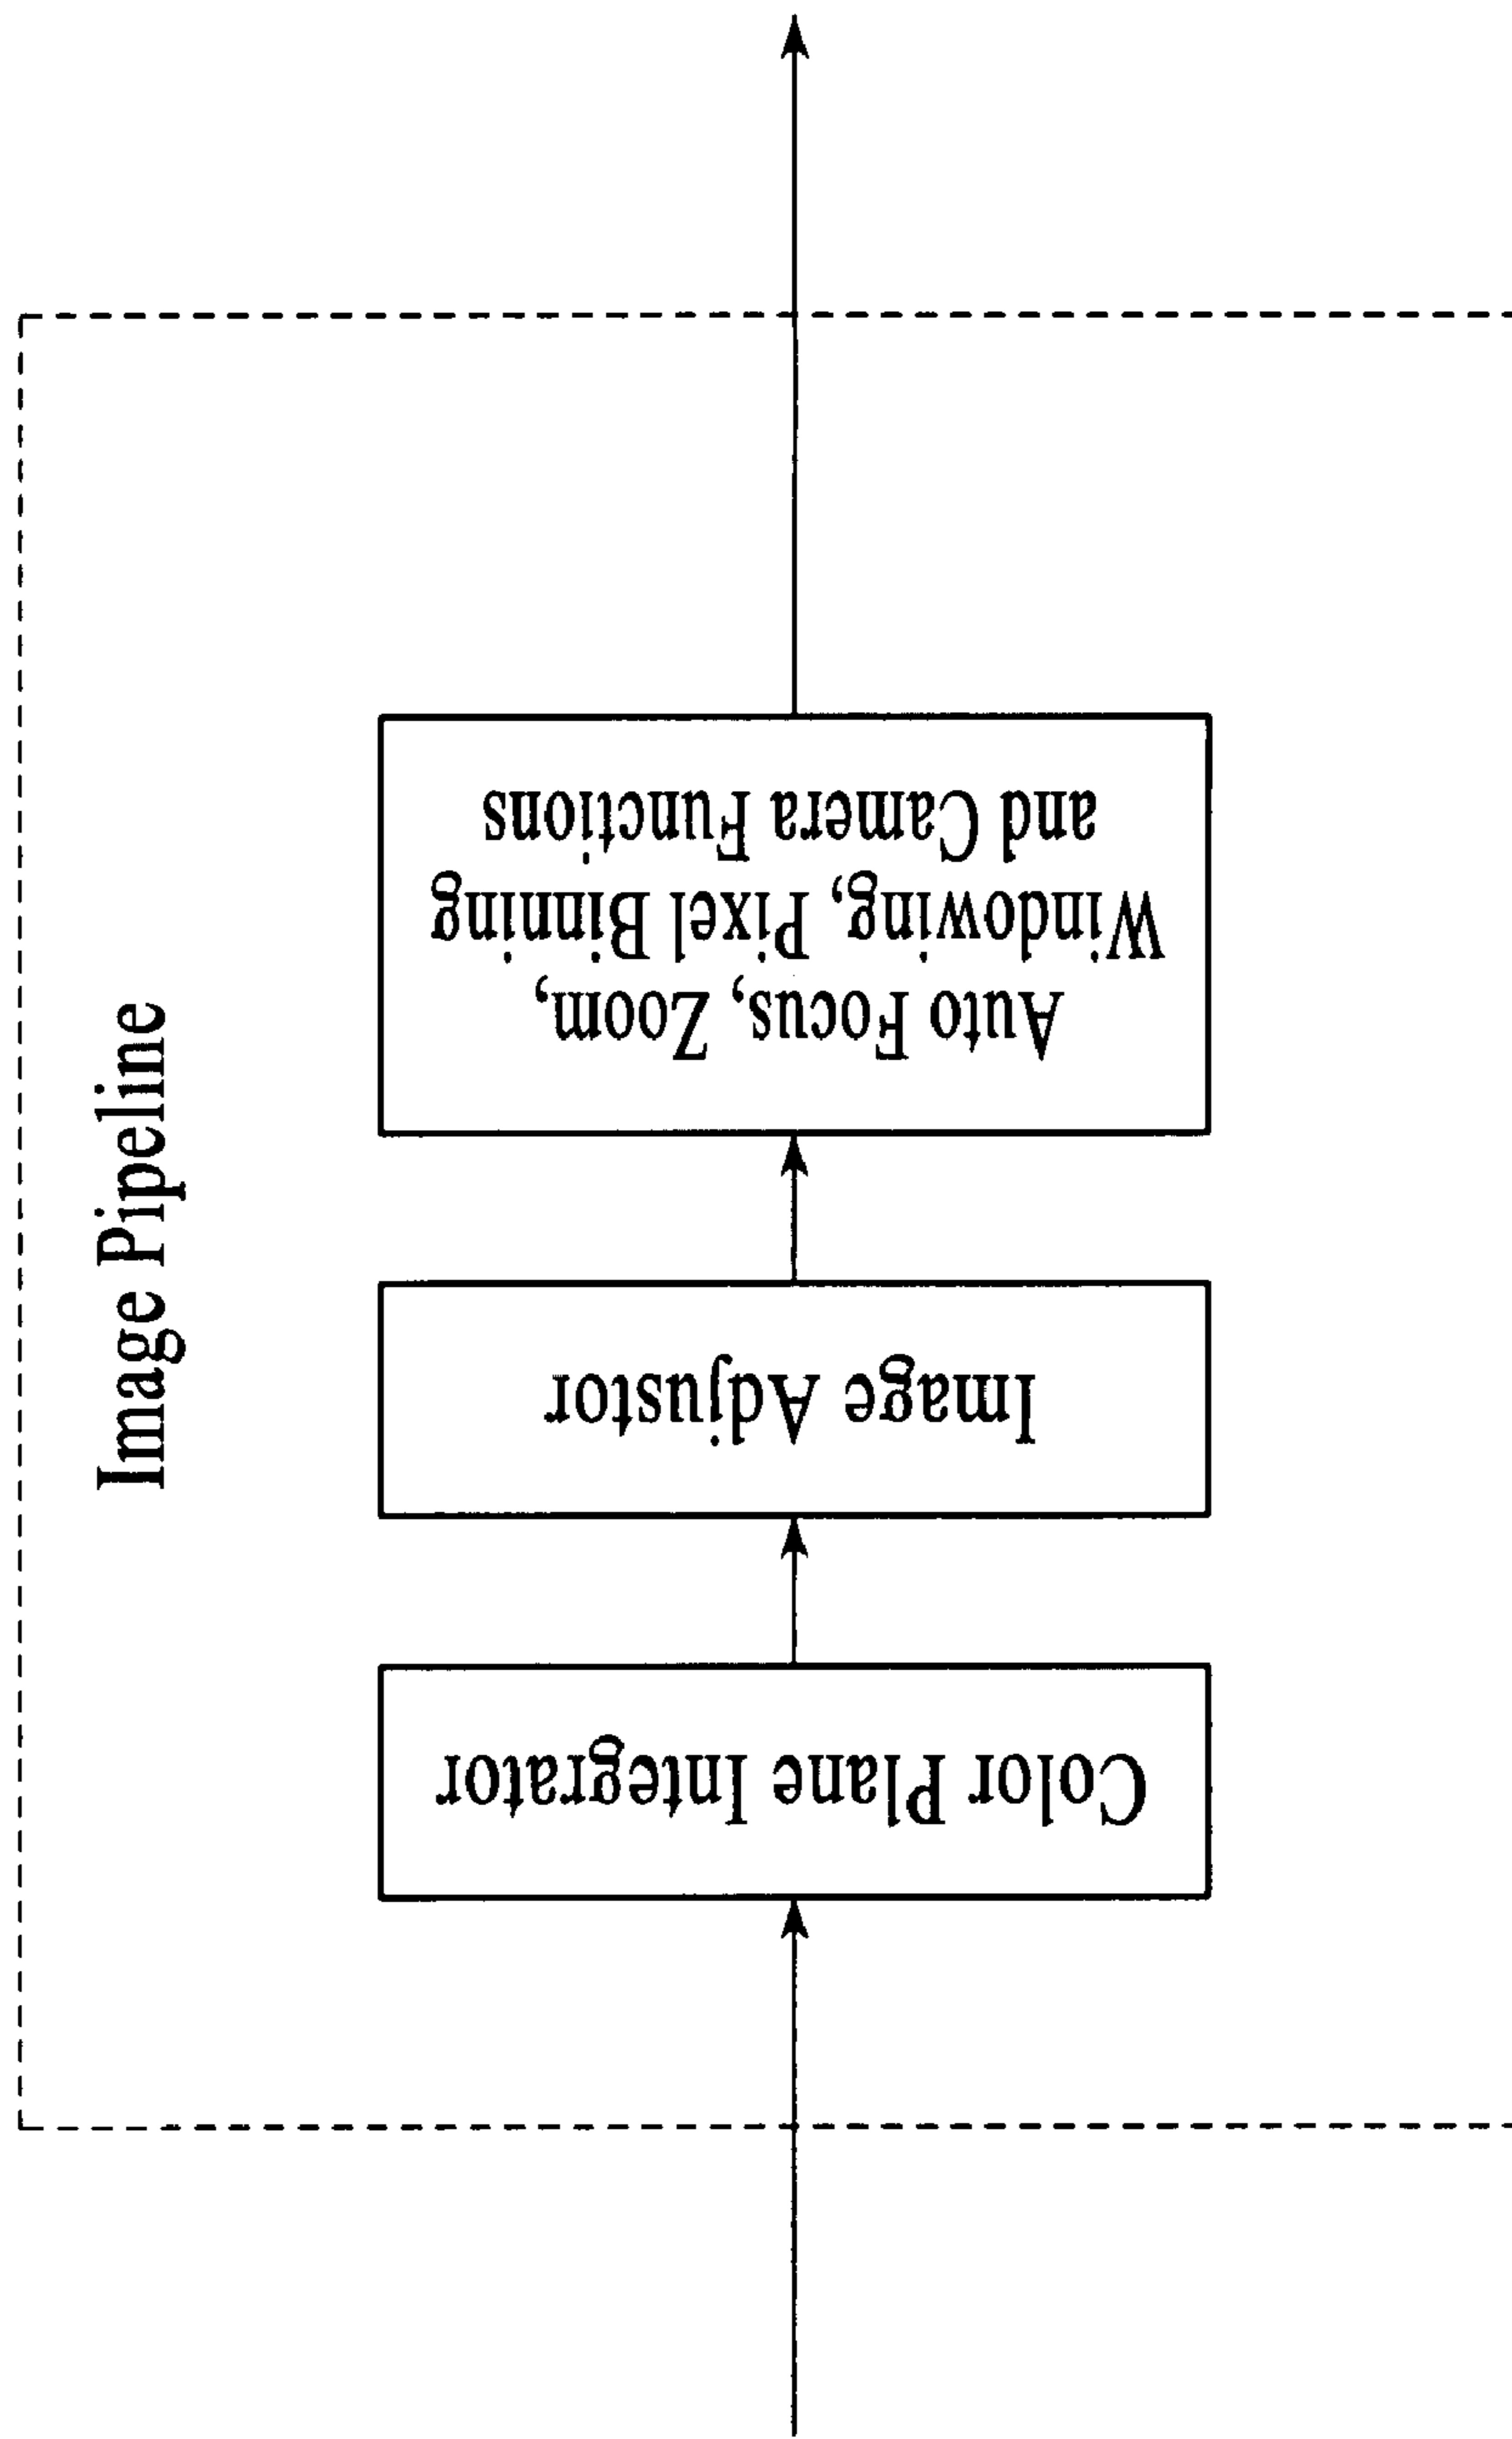 Image Pipeline
Color Plane Integrator
Image Adjustor
Auto Focus, Zoom,
Windowing, Pixel Binning
and Camera Functions